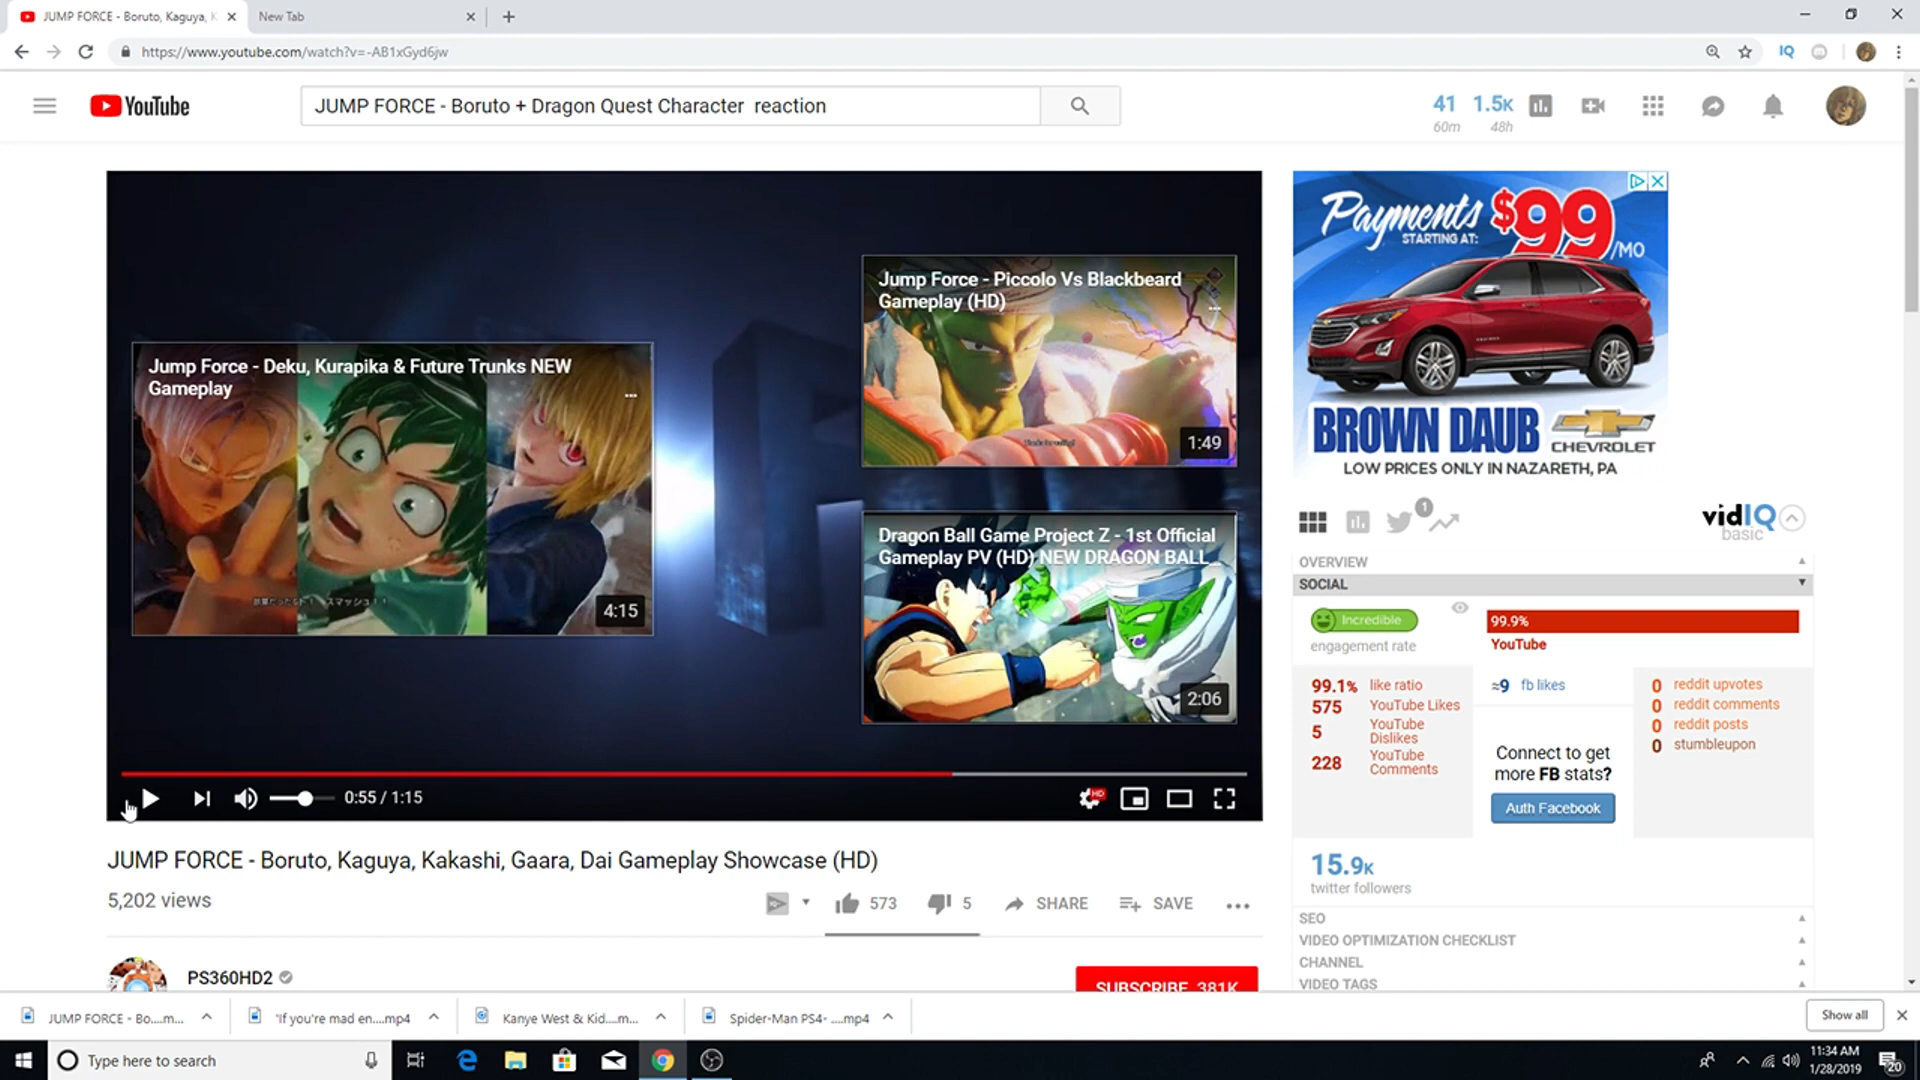 JUMP FORCE - Boruto, Kaguya, K
New Tab
https://www.youtube.com/watch?v=-AB1xGyd6jw
IQ
YouTube
JUMP FORCE - Boruto + Dragon Quest Character  reaction
41 1.5K
60m 48h
Jump Force - Deku, Kurapika & Future Trunks NEW
Gameplay
4:15
Jump Force - Piccolo Vs Blackbeard
Gameplay (HD)
1:49
Dragon Ball Game Project Z - 1st Official
Gameplay PV (HD) NEW DRAGON BALL...
2:06
0:55 / 1:15
HD
JUMP FORCE - Boruto, Kaguya, Kakashi, Gaara, Dai Gameplay Showcase (HD)
5,202 views
573
5
SHARE
SAVE
PS360HD2
SUBSCRIBE 381K
Payments $99/MO
STARTING AT:
BROWN DAUB
CHEVROLET
LOW PRICES ONLY IN NAZARETH, PA
1
vidIQ
basic
OVERVIEW
SOCIAL
Incredible
engagement rate
99.9%
YouTube
99.1% like ratio
575 YouTube Likes
5 YouTube
Dislikes
228 YouTube
Comments
≈9 fb likes
Connect to get
more FB stats?
Auth Facebook
0 reddit upvotes
0 reddit comments
0 reddit posts
0 stumbleupon
15.9K
twitter followers
SEO
VIDEO OPTIMIZATION CHECKLIST
CHANNEL
VIDEO TAGS
JUMP FORCE - Bo....m...
"If you're mad en....mp4
Kanye West & Kid....m...
Spider-Man PS4- ....mp4
Show all
Type here to search
11:34 AM
1/28/2019
20